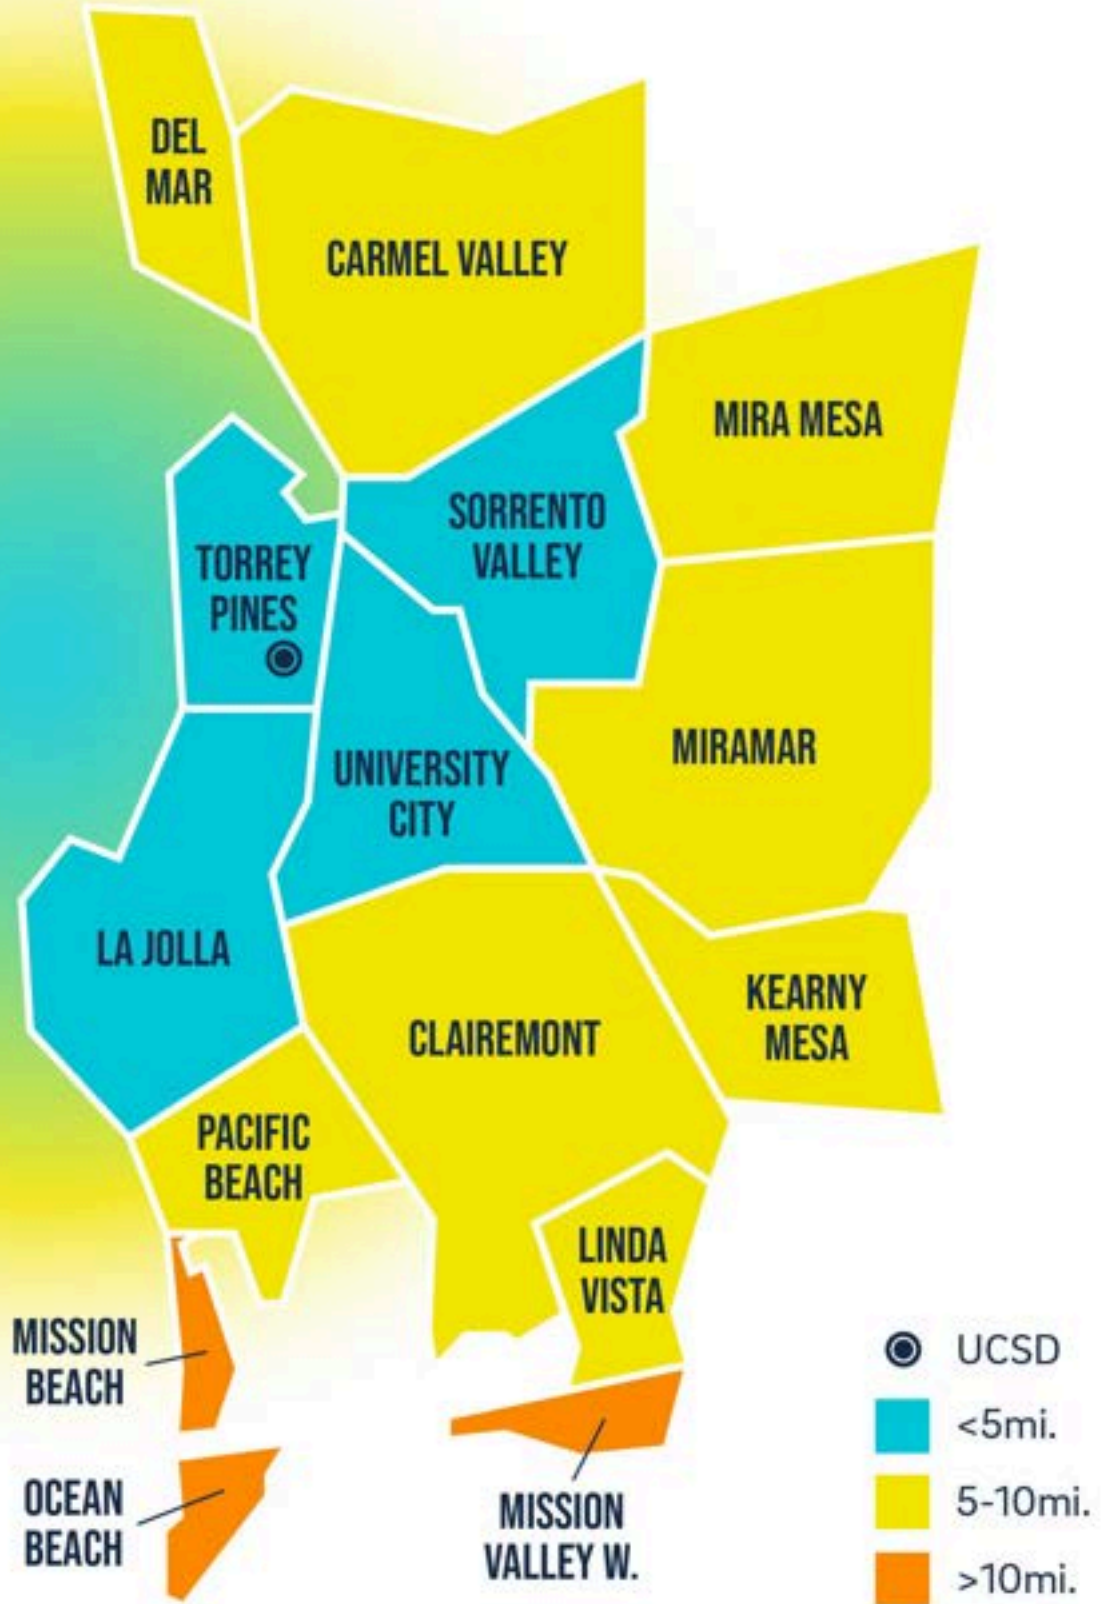 DEL
MAR
CARMEL VALLEY
MIRA MESA
SORRENTO
VALLEY
TORREY
PINES
MIRAMAR
UNIVERSITY
CITY
LA JOLLA
KEARNY
MESA
CLAIREMONT
PACIFIC
BEACH
LINDA
VISTA
MISSION
BEACH
OCEAN
BEACH
MISSION
VALLEY W.
UCSD
<5mi.
5-10mi.
>10mi.